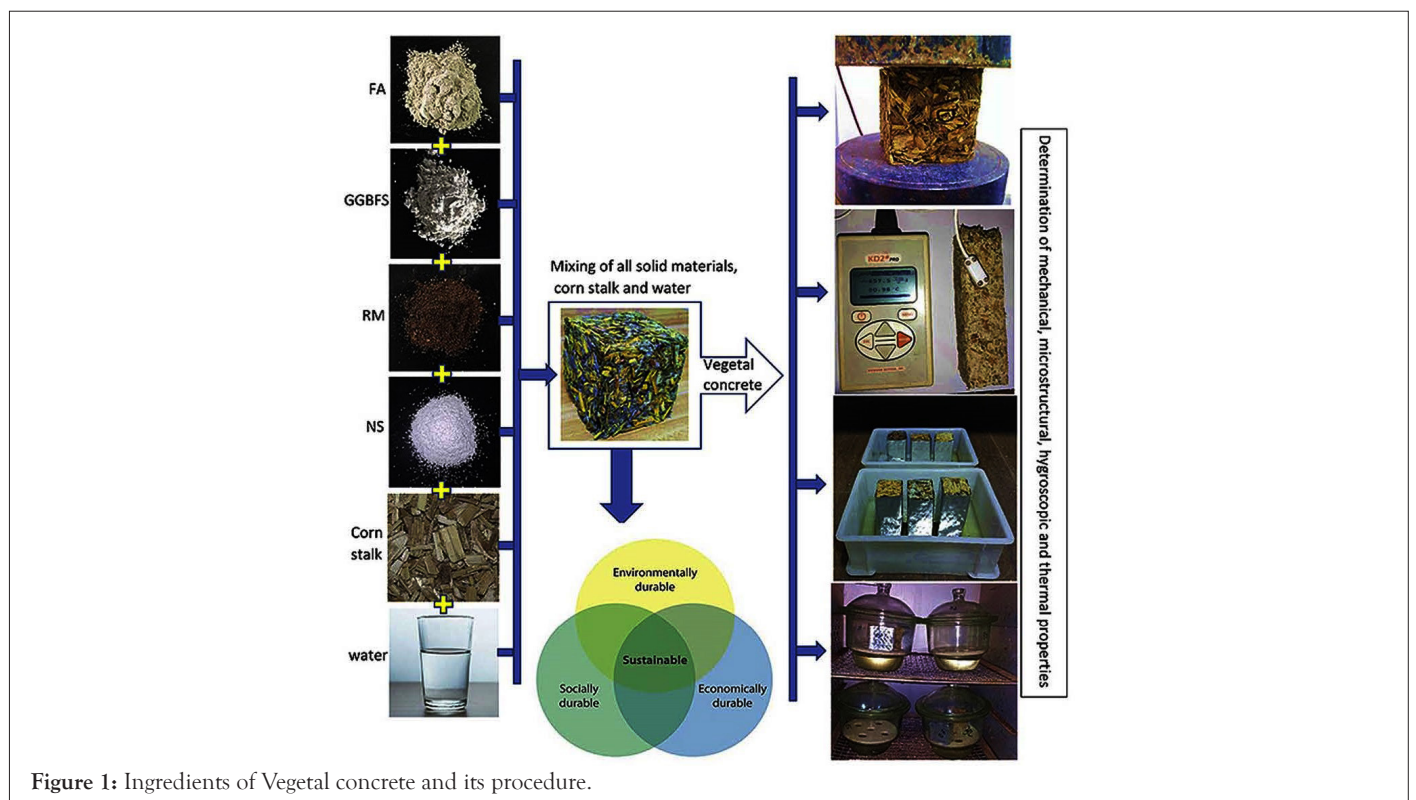 FA
GGBFS
RM
NS
Corn
stalk
water
Mixing of all solid materials,
corn stalk and water
Vegetal
concrete
Environmentally
durable
Sustainable
Socially
durable
Economically
durable
KD2
PRO
Determination of mechanical, microstructural, hygroscopic and thermal properties
Figure 1: Ingredients of Vegetal concrete and its procedure.